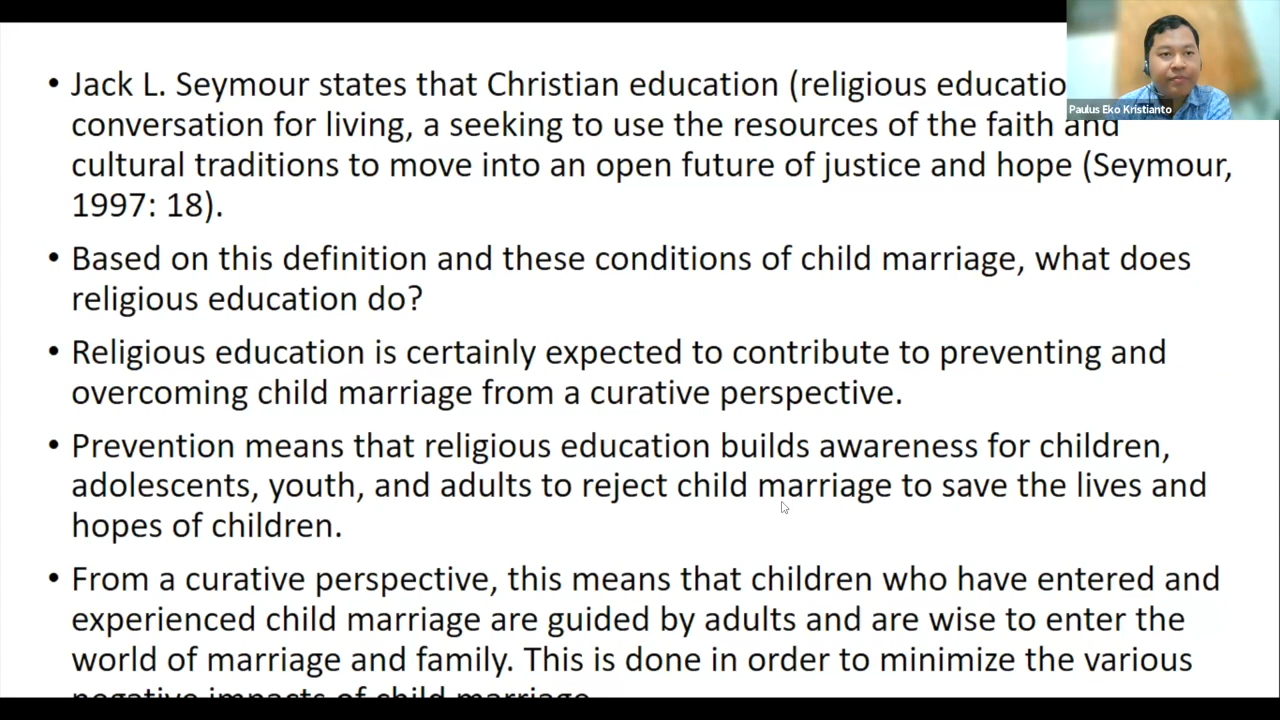 • Jack L. Seymour states that Christian education (religious educatio
conversation for living, a seeking to use the resources of the faith and
cultural traditions to move into an open future of justice and hope (Seymour,
1997: 18).
• Based on this definition and these conditions of child marriage, what does
religious education do?
• Religious education is certainly expected to contribute to preventing and
overcoming child marriage from a curative perspective.
• Prevention means that religious education builds awareness for children,
adolescents, youth, and adults to reject child marriage to save the lives and
hopes of children.
• From a curative perspective, this means that children who have entered and
experienced child marriage are guided by adults and are wise to enter the
world of marriage and family. This is done in order to minimize the various
negative impacts of child marriage.
Paulus Eko Kristianto